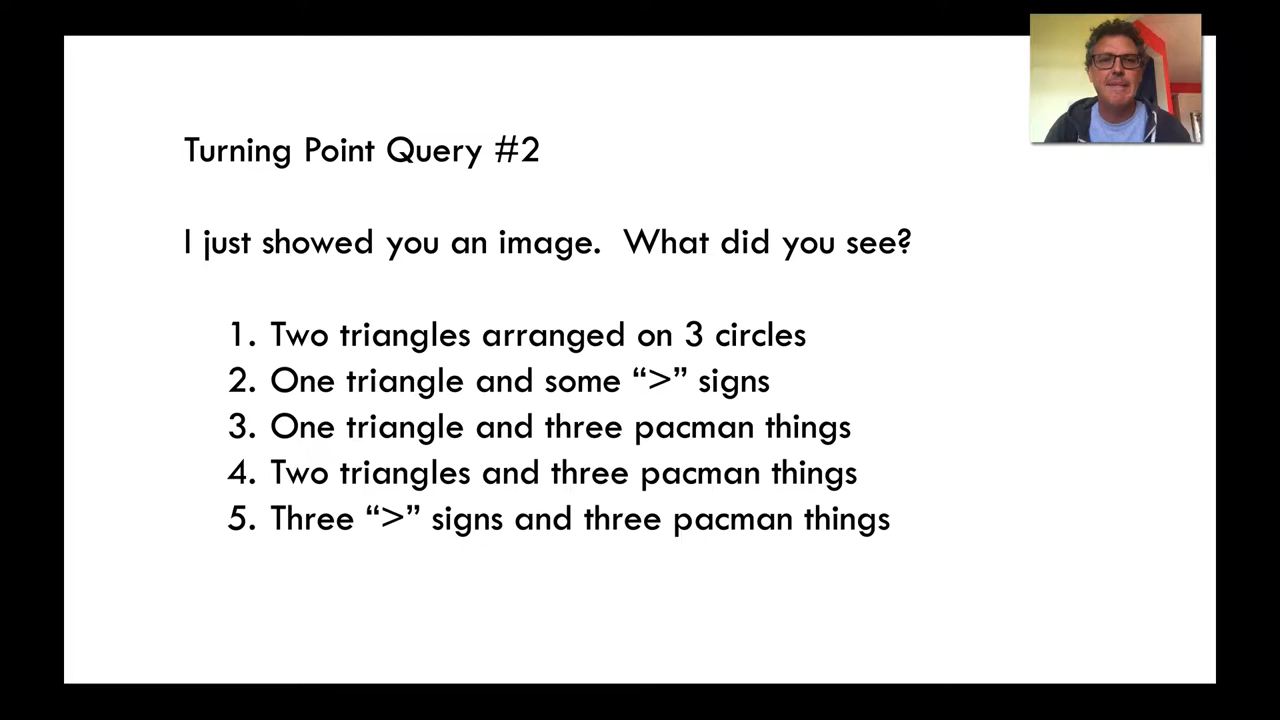 Turning Point Query #2
I just showed you an image.  What did you see?
1. Two triangles arranged on 3 circles
2. One triangle and some “>” signs
3. One triangle and three pacman things
4. Two triangles and three pacman things
5. Three “>” signs and three pacman things